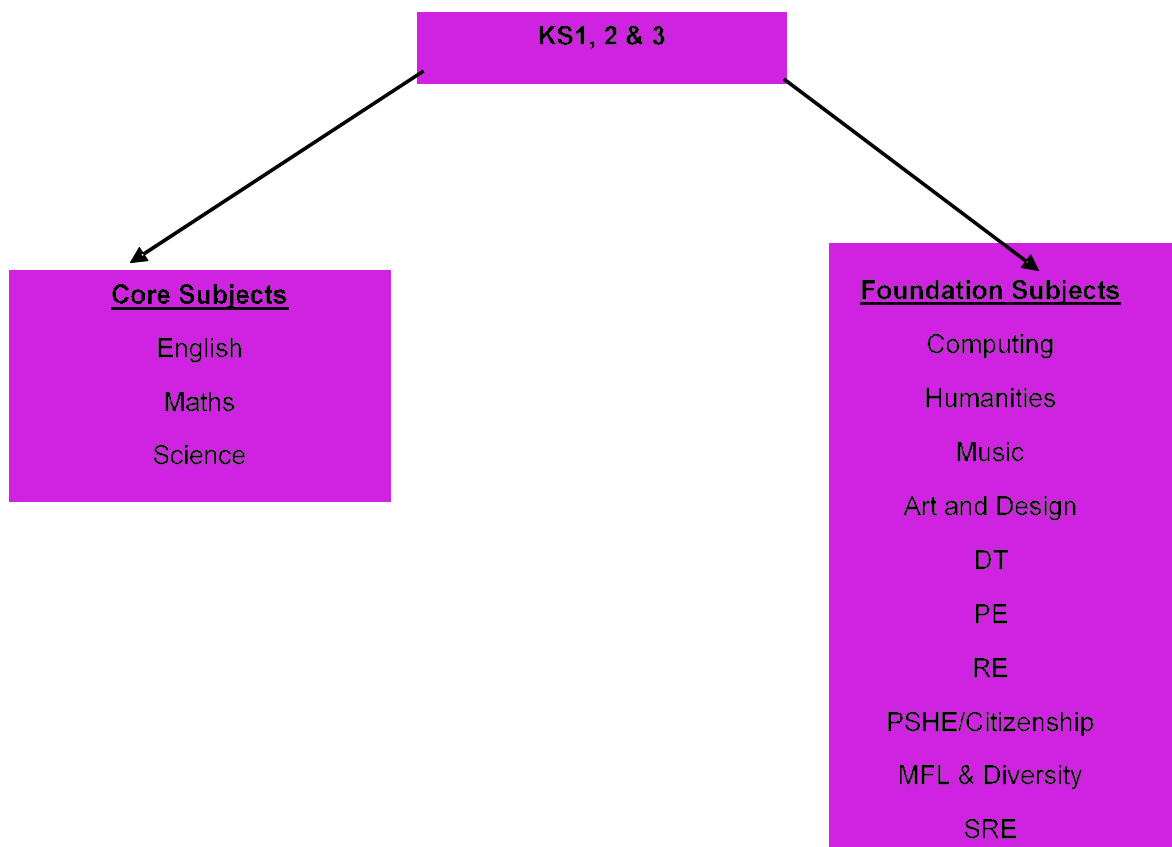 KS1, 2 & 3
Core Subjects
English
Maths
Science
Foundation Subjects
Computing
Humanities
Music
Art and Design
DT
PE
RE
PSHE/Citizenship
MFL & Diversity
SRE